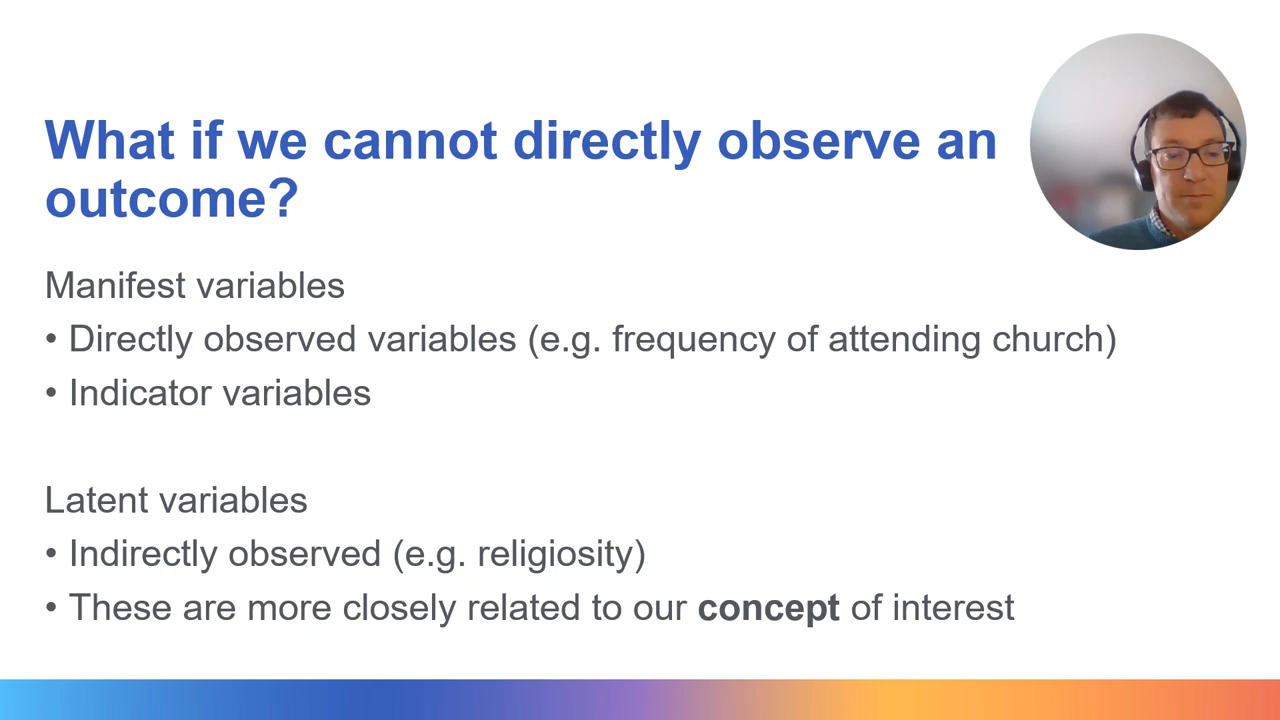 What if we cannot directly observe an
outcome?
Manifest variables
• Directly observed variables (e.g. frequency of attending church)
• Indicator variables
Latent variables
• Indirectly observed (e.g. religiosity)
• These are more closely related to our concept of interest